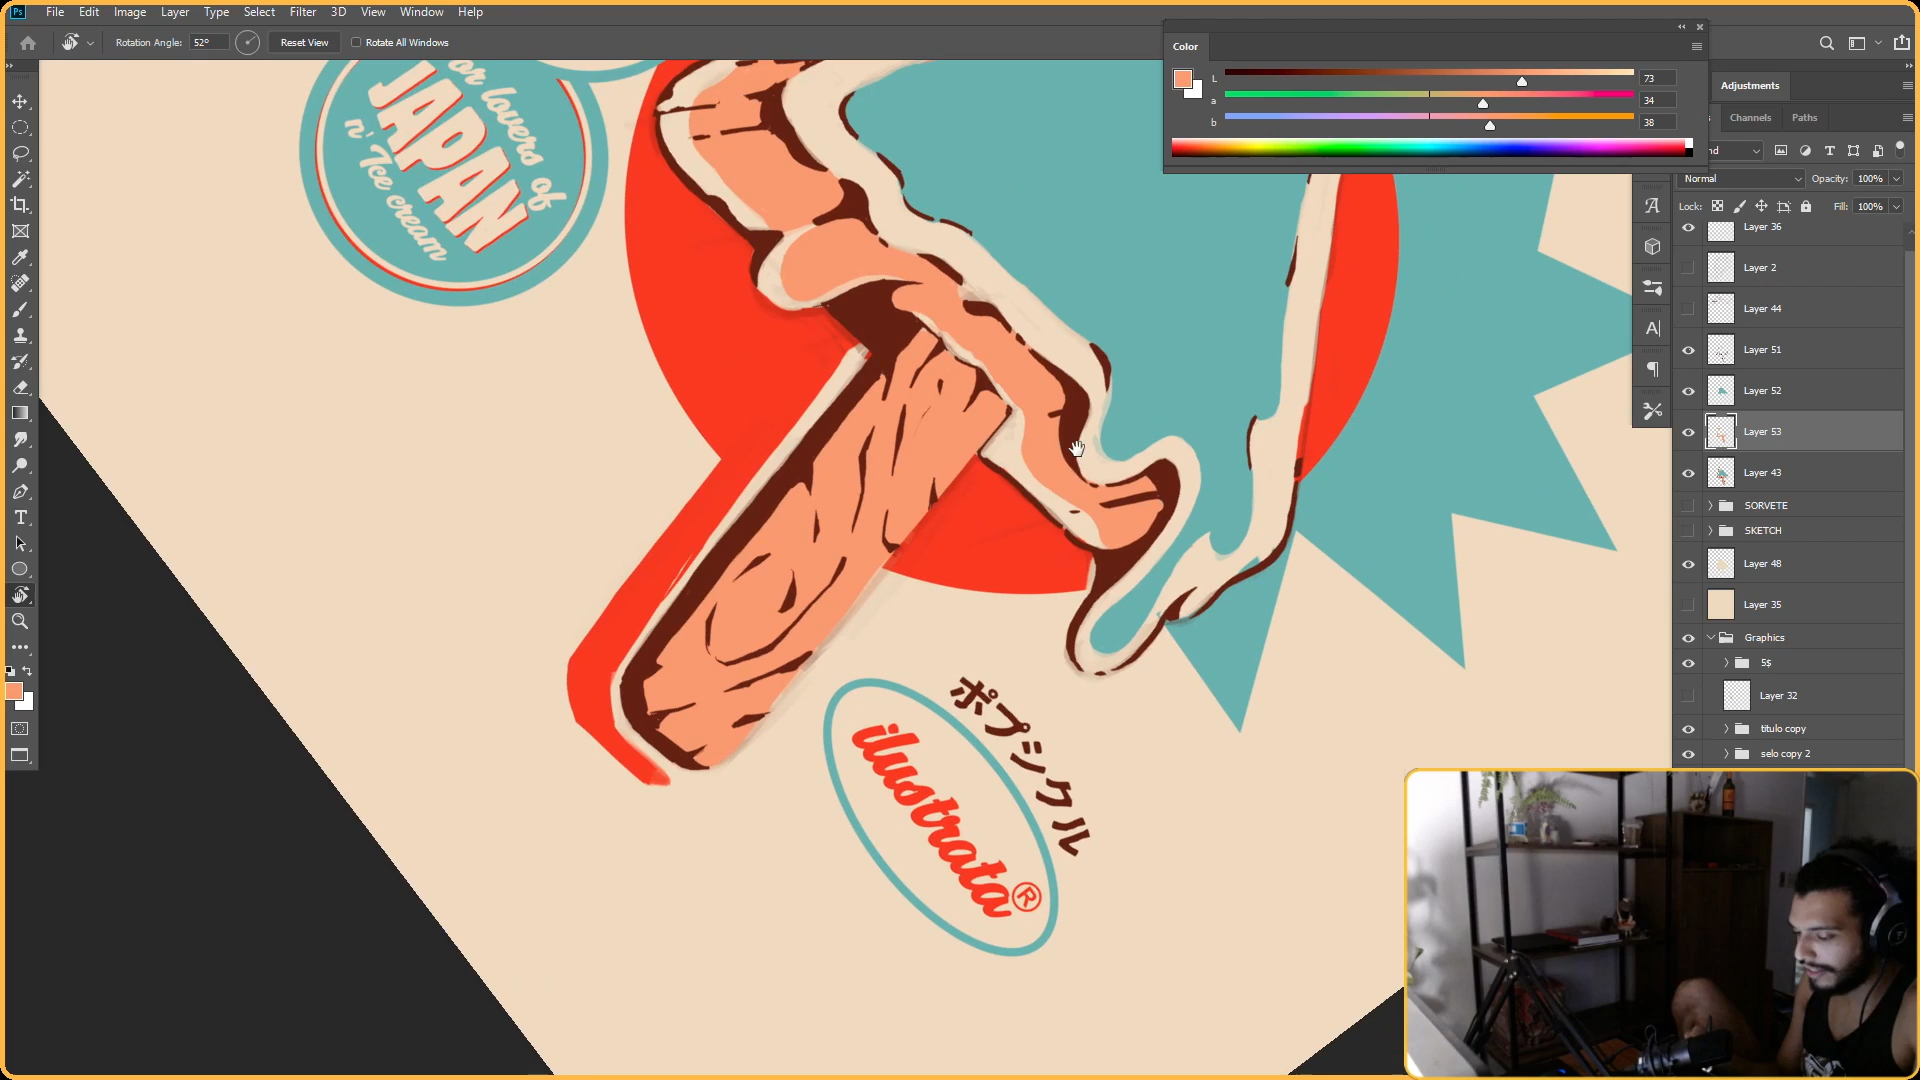 Ps File Edit Image Layer Type Select Filter 3D View Window Help
Rotation Angle: 52° Reset View Rotate All Windows
Color
L 73
a 34
b 38
Adjustments
Channels Paths
Normal Opacity: 100%
Lock: Fill: 100%
Layer 36
Layer 2
Layer 44
Layer 51
Layer 52
Layer 53
Layer 43
SORVETE
SKETCH
Layer 48
Layer 35
Graphics
5$
Layer 32
titulo copy
selo copy 2
or lovers of
JAPAN
n' Ice cream
ポプシクル
ilustrata®